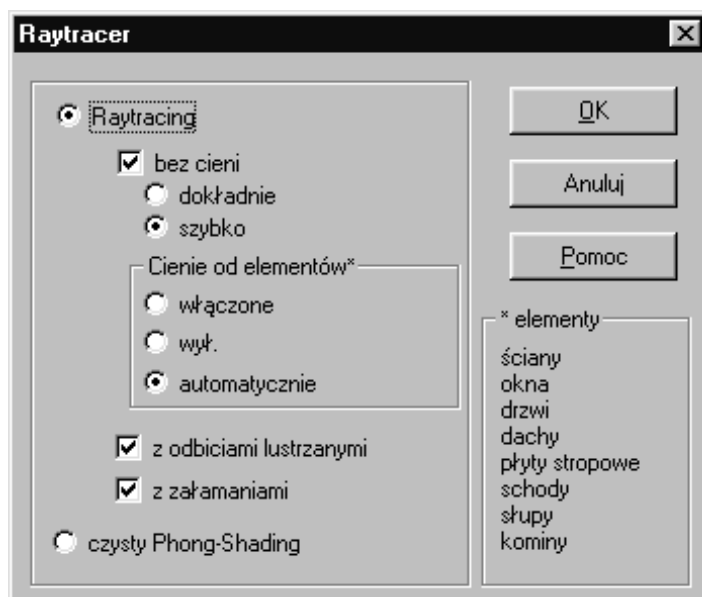 Raytracer
Raytracing
bez cieni
dokładnie
szybko
Cienie od elementów*
włączone
wył.
automatycznie
z odbiciami lustrzanymi
z załamaniami
czysty Phong-Shading
OK
Anuluj
Pomoc
* elementy
ściany
okna
drzwi
dachy
płyty stropowe
schody
słupy
kominy